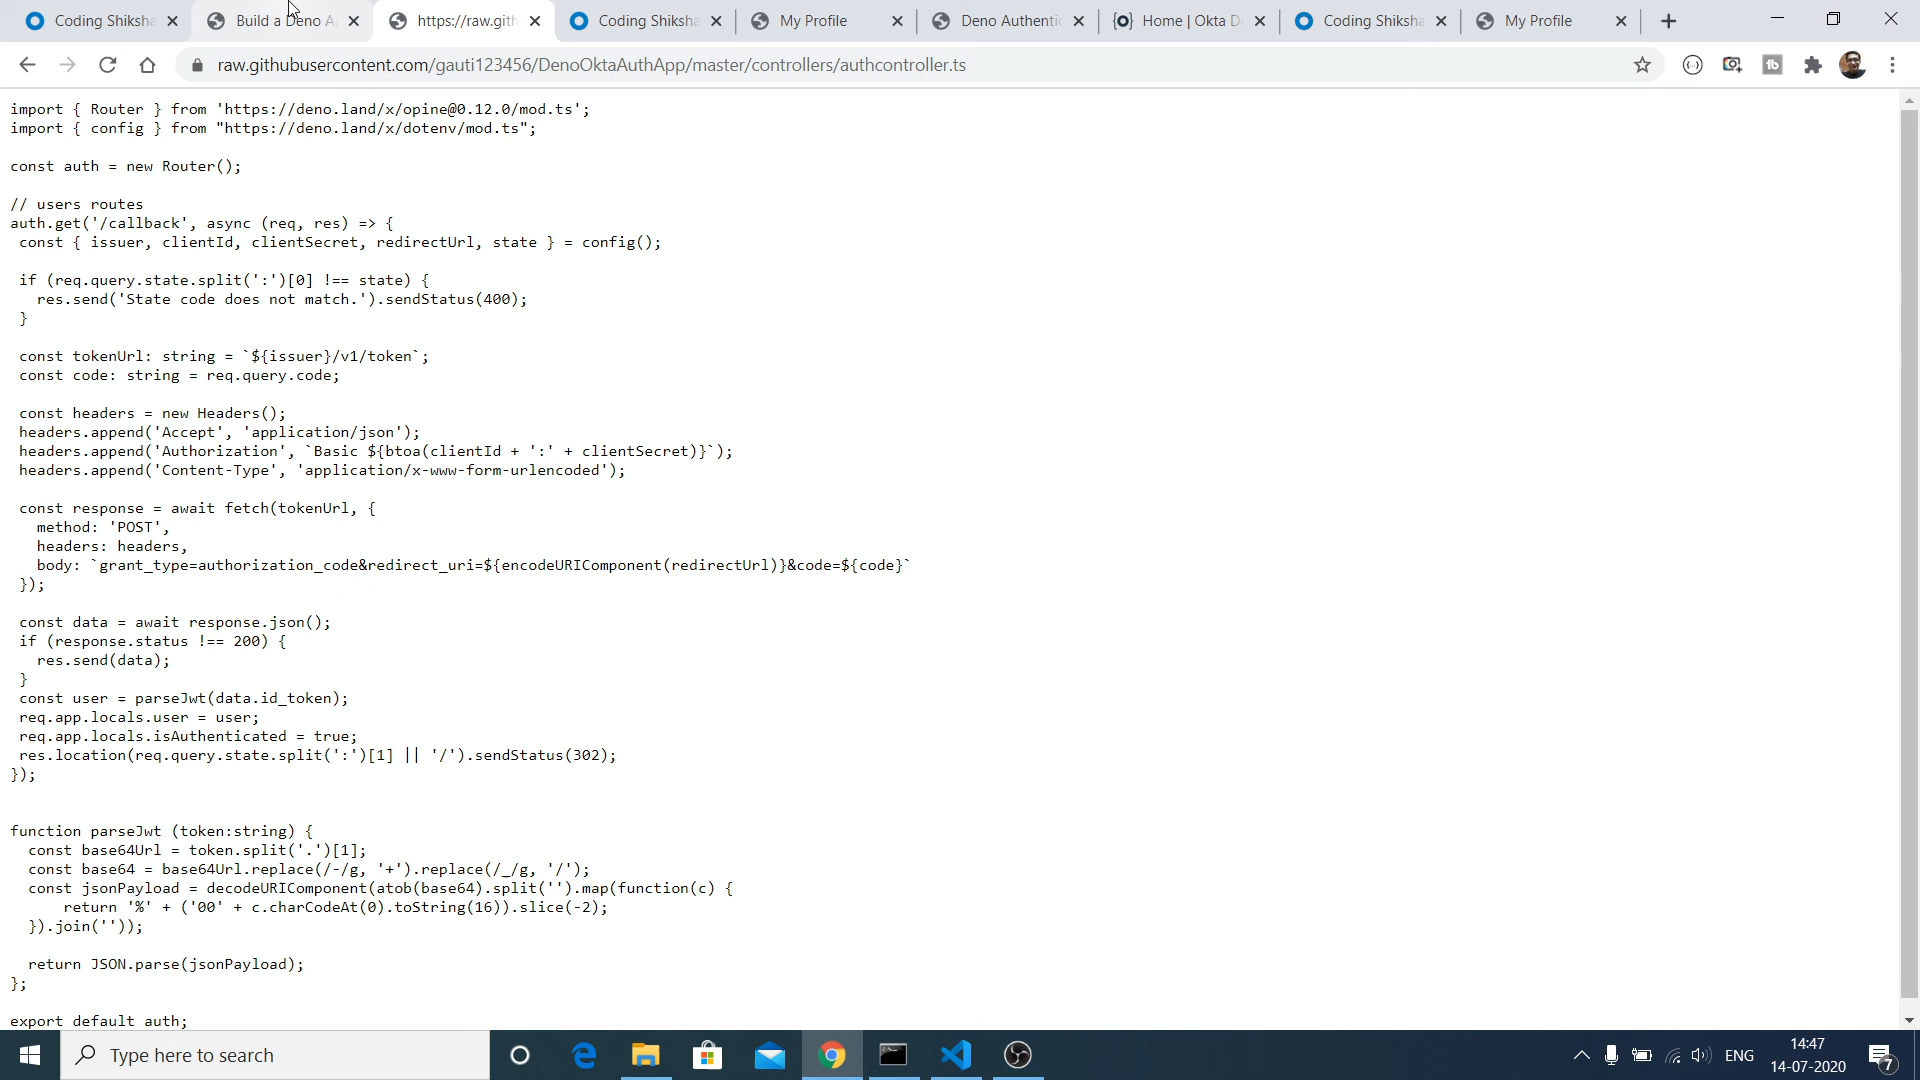 Coding Shiksha
Build a Deno A
https://raw.gith
Coding Shiksha
My Profile
Deno Authentic
Home | Okta D
Coding Shiksha
My Profile
raw.githubusercontent.com/gauti123456/DenoOktaAuthApp/master/controllers/authcontroller.ts
import { Router } from 'https://deno.land/x/opine@0.12.0/mod.ts';
import { config } from "https://deno.land/x/dotenv/mod.ts";
const auth = new Router();
// users routes
auth.get('/callback', async (req, res) => {
const { issuer, clientId, clientSecret, redirectUrl, state } = config();
if (req.query.state.split(':')[0] !== state) {
res.send('State code does not match.').sendStatus(400);
}
const tokenUrl: string = `${issuer}/v1/token`;
const code: string = req.query.code;
const headers = new Headers();
headers.append('Accept', 'application/json');
headers.append('Authorization', `Basic ${btoa(clientId + ':' + clientSecret)}`);
headers.append('Content-Type', 'application/x-www-form-urlencoded');
const response = await fetch(tokenUrl, {
method: 'POST',
headers: headers,
body: `grant_type=authorization_code&redirect_uri=${encodeURIComponent(redirectUrl)}&code=${code}`
});
const data = await response.json();
if (response.status !== 200) {
res.send(data);
}
const user = parseJwt(data.id_token);
req.app.locals.user = user;
req.app.locals.isAuthenticated = true;
res.location(req.query.state.split(':')[1] || '/').sendStatus(302);
});
function parseJwt (token:string) {
const base64Url = token.split('.')[1];
const base64 = base64Url.replace(/-/g, '+').replace(/_/g, '/');
const jsonPayload = decodeURIComponent(atob(base64).split('').map(function(c) {
return '%' + ('00' + c.charCodeAt(0).toString(16)).slice(-2);
}).join(''));
return JSON.parse(jsonPayload);
};
export default auth;
Type here to search
ENG
14:47
14-07-2020
7